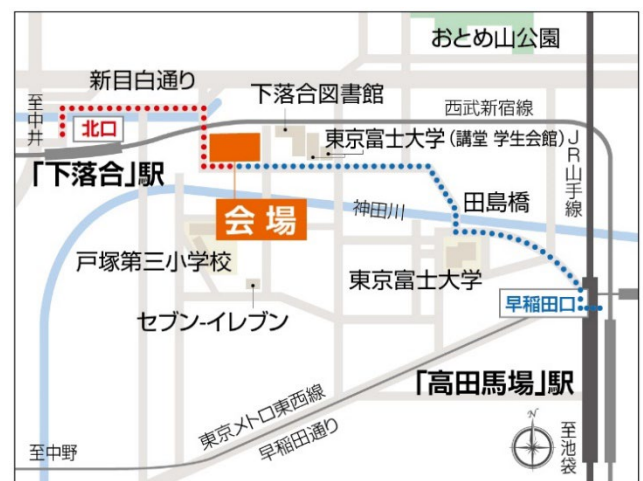 おとめ山公園
新目白通り
下落合図書館
西武新宿線
至中井
北口
東京富士大学(講堂 学生会館)
JR山手線
「下落合」駅
会場
神田川
田島橋
戸塚第三小学校
東京富士大学
早稲田口
セブン-イレブン
「高田馬場」駅
東京メトロ東西線
早稲田通り
至中野
N
至池袋